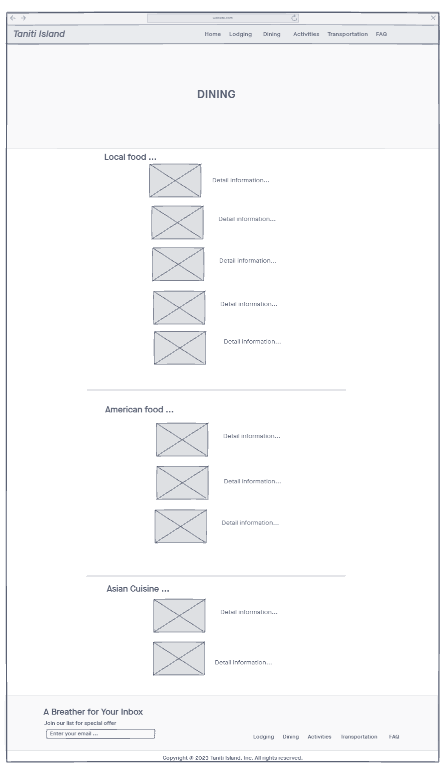 Taniti Island Home Lodging Dining Activities Transportation FAQ
DINING
Local food ...
Detail information...
Detail information...
Detail information...
Detail information...
Detail information...
American food ...
Detail information...
Detail information...
Detail information...
Asian Cuisine ...
Detail information...
Detail information...
A Breather for Your Inbox
Join our list for special offer
Enter your email ...
Lodging Dining Activities Transportation FAQ
Copyright © 2023 Taniti Island, Inc. All rights reserved.